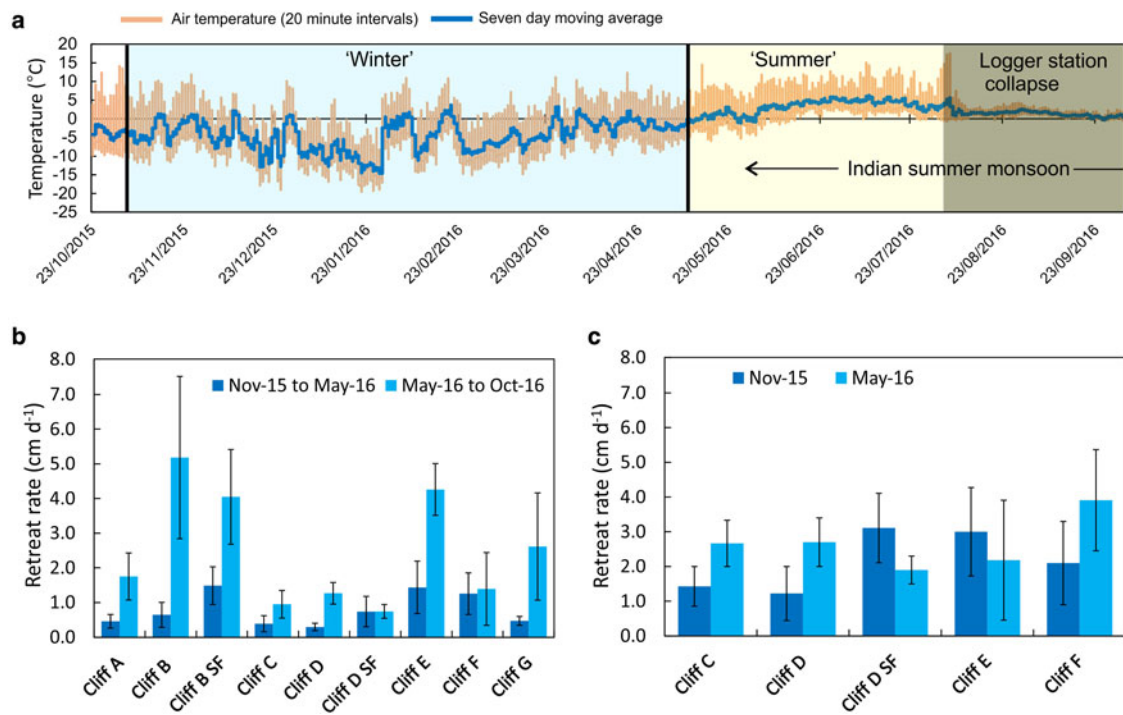 a
Air temperature (20 minute intervals) Seven day moving average
Temperature (°C)
20
15
10
5
0
-5
-10
-15
-20
-25
'Winter'
'Summer'
Logger station
collapse
Indian summer monsoon
23/10/2015
23/11/2015
23/12/2015
23/01/2016
23/02/2016
23/03/2016
23/04/2016
23/05/2016
23/06/2016
23/07/2016
23/08/2016
23/09/2016
b
Retreat rate (cm d-1)
8.0
7.0
6.0
5.0
4.0
3.0
2.0
1.0
0.0
Nov-15 to May-16 May-16 to Oct-16
Cliff A
Cliff B
Cliff B SF
Cliff C
Cliff D
Cliff D SF
Cliff E
Cliff F
Cliff G
c
Retreat rate (cm d-1)
8.0
7.0
6.0
5.0
4.0
3.0
2.0
1.0
0.0
Nov-15 May-16
Cliff C
Cliff D
Cliff D SF
Cliff E
Cliff F